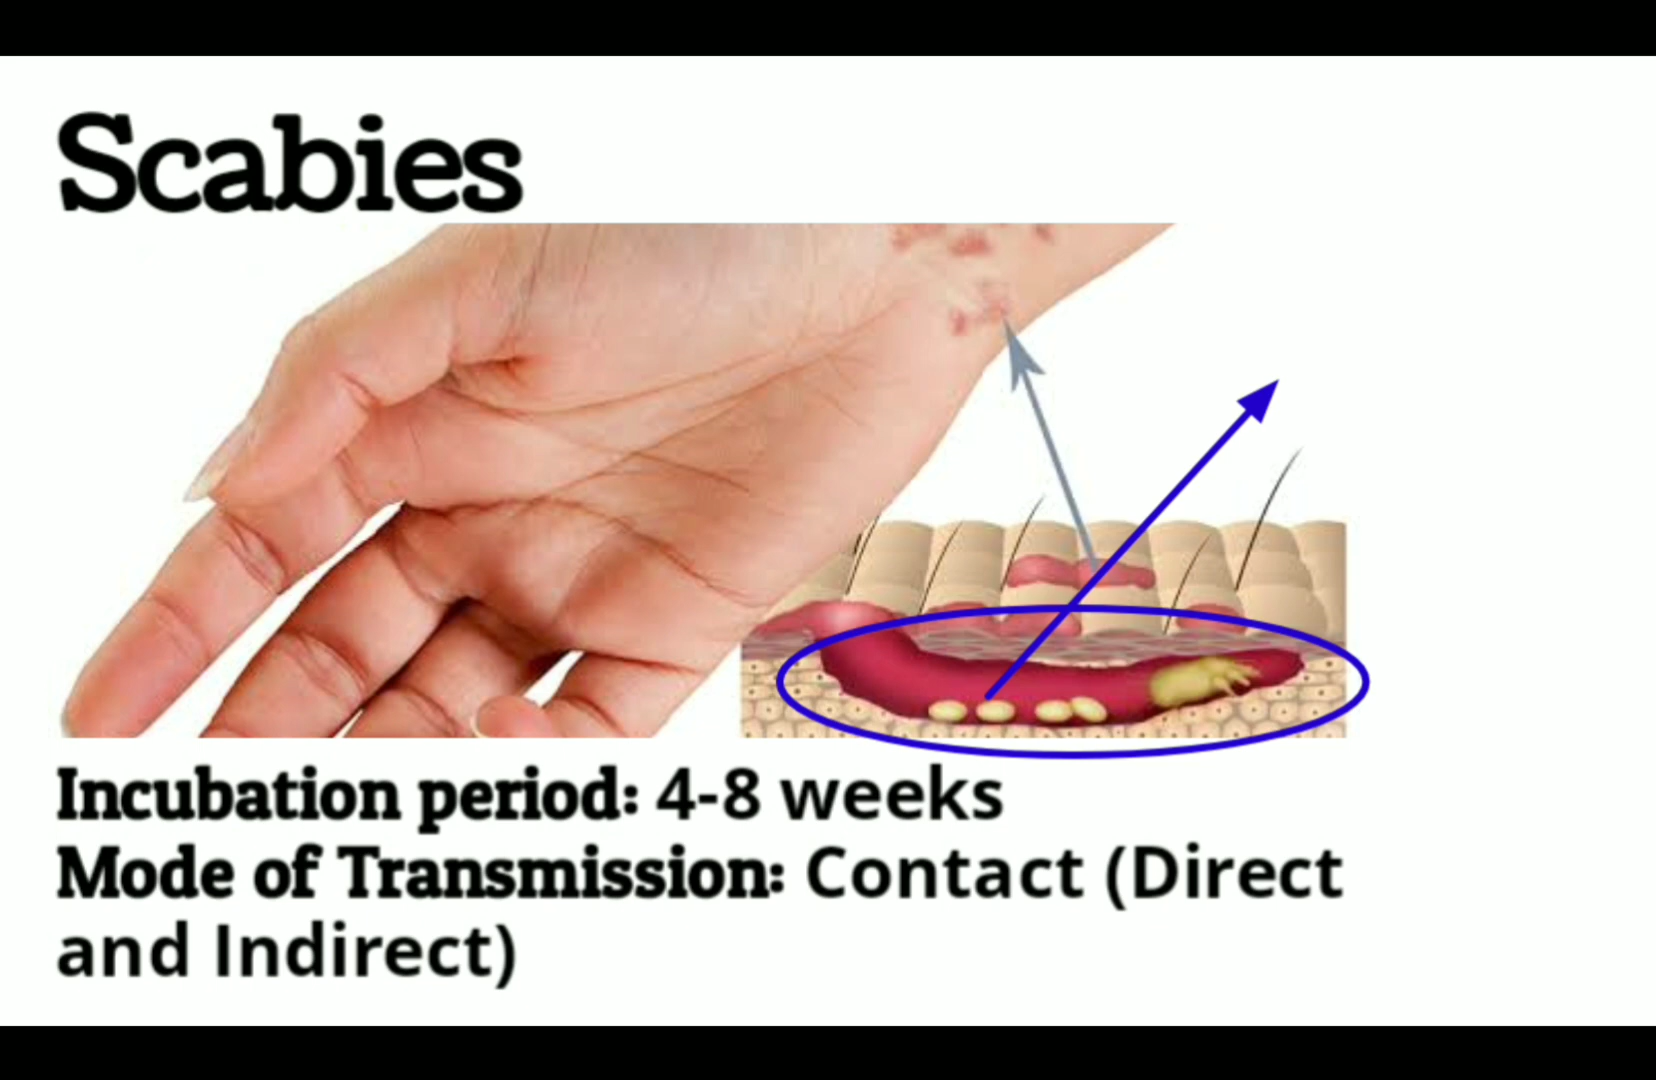 Scabies
Incubation period: 4-8 weeks
Mode of Transmission: Contact (Direct
and Indirect)